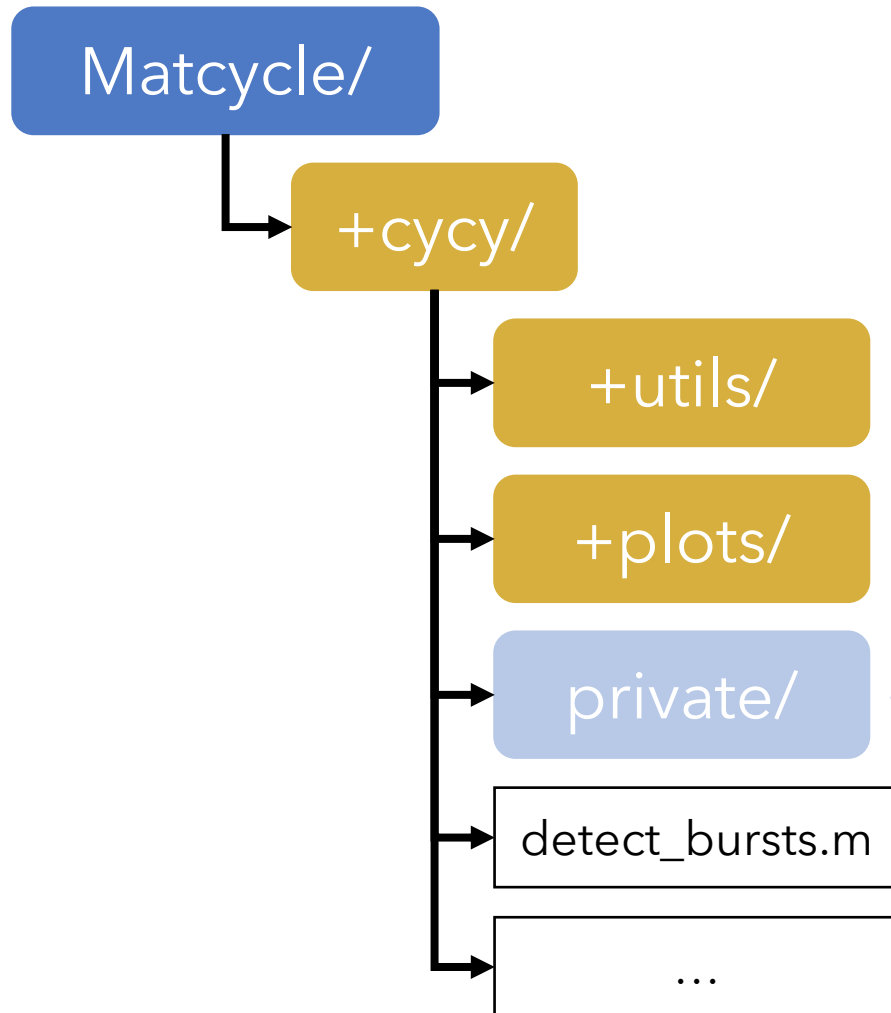 Matcycle/
+cycy/
+utils/
+plots/
private/
detect_bursts.m
...